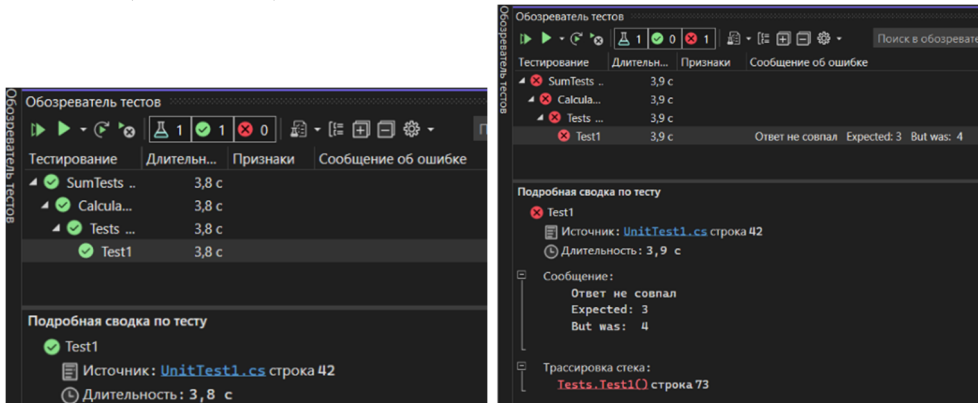 Обозреватель тестов
Обозреватель тестов
1 1 0
Тестирование Длительн... Признаки Сообщение об ошибке
SumTests .. 3,8 с
Calcula... 3,8 с
Tests ... 3,8 с
Test1 3,8 с
Подробная сводка по тесту
Test1
Источник: UnitTest1.cs строка 42
Длительность: 3,8 с
Обозреватель тестов
Обозреватель тестов
1 0 1
Поиск в обозревате
Тестирование Длительн... Признаки Сообщение об ошибке
SumTests .. 3,9 с
Calcula... 3,9 с
Tests ... 3,9 с
Test1 3,9 с Ответ не совпал Expected: 3 But was: 4
Подробная сводка по тесту
Test1
Источник: UnitTest1.cs строка 42
Длительность: 3,9 с
Сообщение:
Ответ не совпал
Expected: 3
But was: 4
Трассировка стека:
Tests.Test1() строка 73